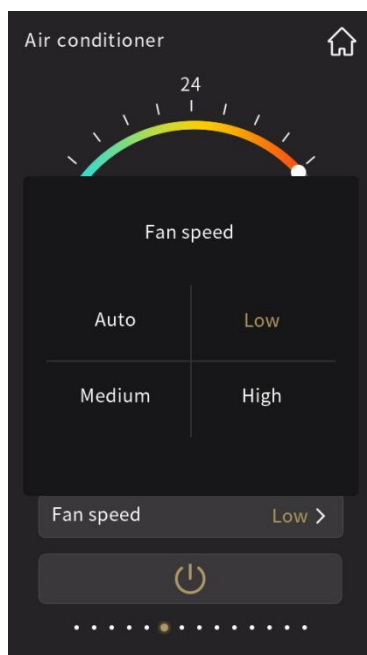 Air conditioner
24
Fan speed
Auto Low
Medium High
Fan speed Low